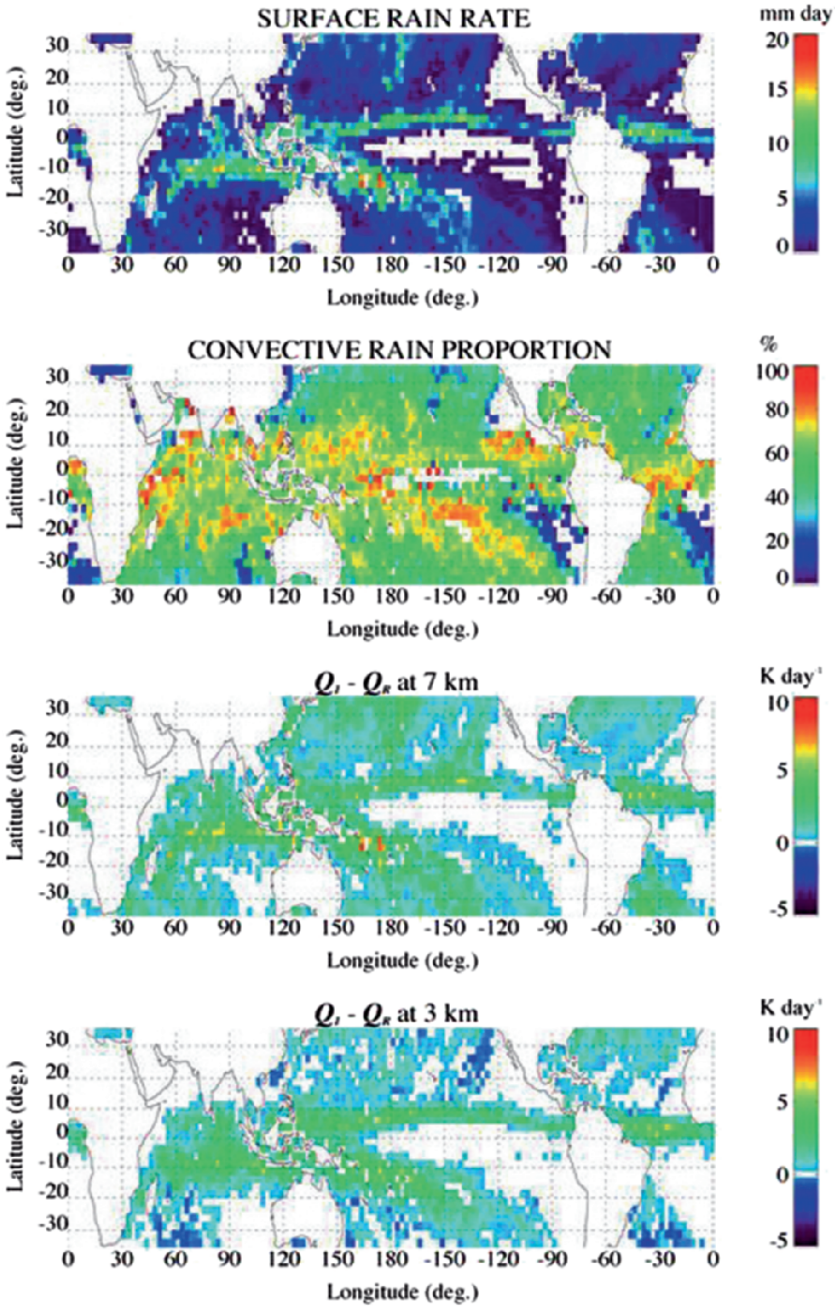 SURFACE RAIN RATE
mm day
30
20
10
0
-10
-20
-30
Latitude (deg.)
0 30 60 90 120 150 180 -150 -120 -90 -60 -30 0
Longitude (deg.)
20
15
10
5
0
CONVECTIVE RAIN PROPORTION
%
30
20
10
0
-10
-20
-30
Latitude (deg.)
0 30 60 90 120 150 180 -150 -120 -90 -60 -30 0
Longitude (deg.)
100
80
60
40
20
0
Q₁ - Qᴿ at 7 km
K day⁻¹
30
20
10
0
-10
-20
-30
Latitude (deg.)
0 30 60 90 120 150 180 -150 -120 -90 -60 -30 0
Longitude (deg.)
10
5
0
-5
Q₁ - Qᴿ at 3 km
K day⁻¹
30
20
10
0
-10
-20
-30
Latitude (deg.)
0 30 60 90 120 150 180 -150 -120 -90 -60 -30 0
Longitude (deg.)
10
5
0
-5